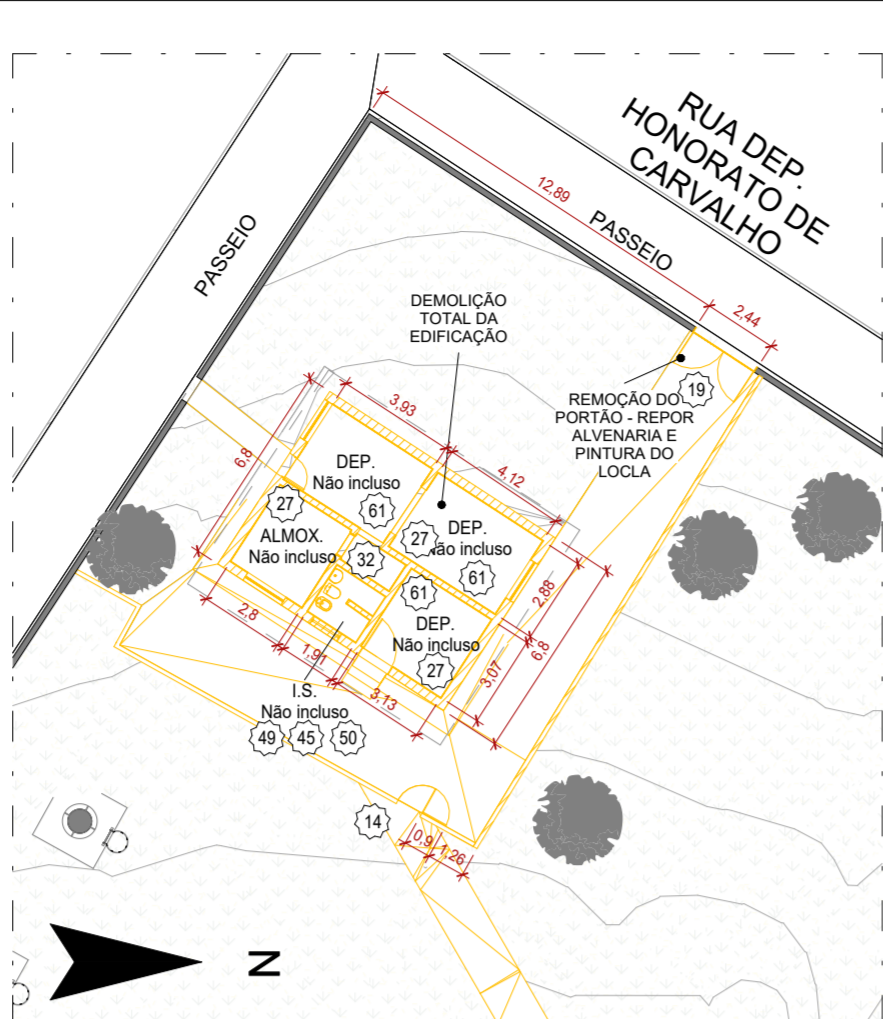 RUA DEP.
HONORATO DE
CARVALHO
12,89
PASSEIO
PASSEIO
2,44
DEMOLIÇÃO
TOTAL DA
EDIFICAÇÃO
REMOÇÃO DO
PORTÃO - REPOR
ALVENARIA E
PINTURA DO
LOCLA
19
3,93
6,8
4,12
DEP.
Não incluso
61
27
ALMOX.
Não incluso
32
27
DEP.
Não incluso
61
61
DEP.
Não incluso
27
2,88
6,8
3,07
2,8
1,91
3,13
I.S.
Não incluso
49
45
50
14
0,9
1,26
N